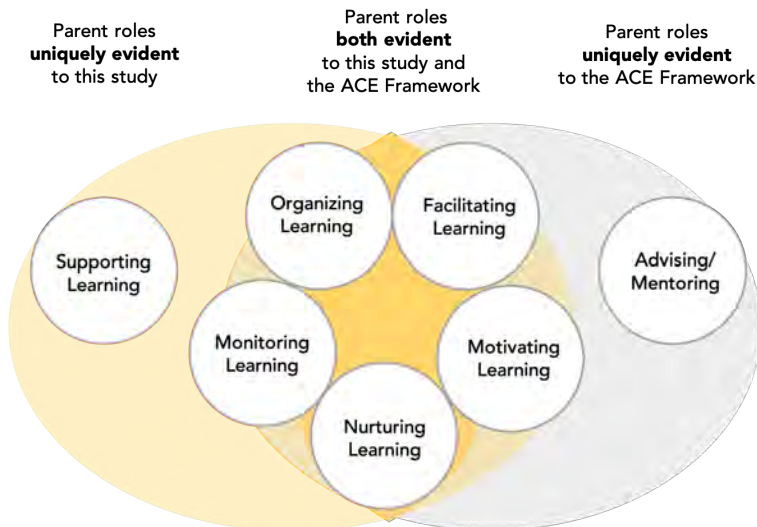 Parent roles
uniquely evident
to this study
Parent roles
both evident
to this study and
the ACE Framework
Parent roles
uniquely evident
to the ACE Framework
Organizing
Learning
Facilitating
Learning
Supporting
Learning
Advising/
Mentoring
Monitoring
Learning
Motivating
Learning
Nurturing
Learning